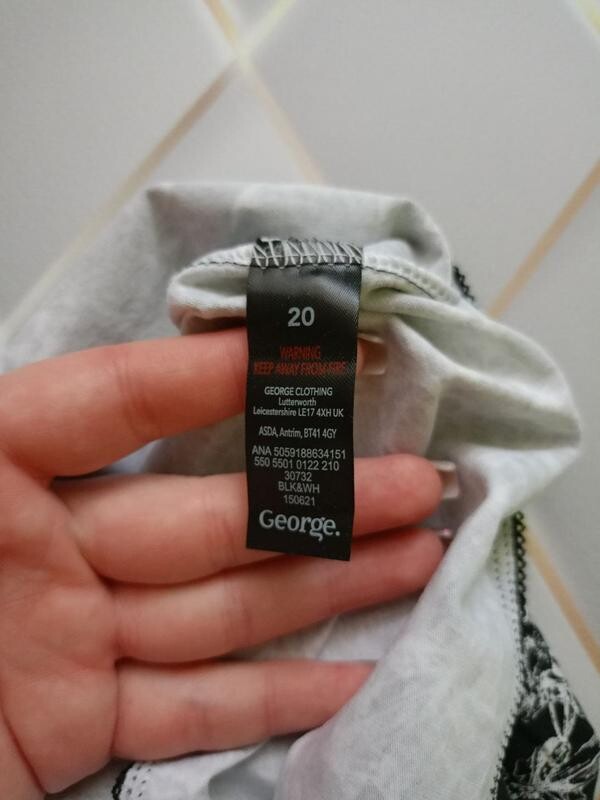 20
WARNING
KEEP AWAY FROM FIRE
GEORGE CLOTHING
Lutterworth
Leicestershire LE17 4XH UK
ASDA, Antrim, BT41 4GY
ANA 5059188634151
550 5501 0122 210
30732
BLK&WH
150621
George.